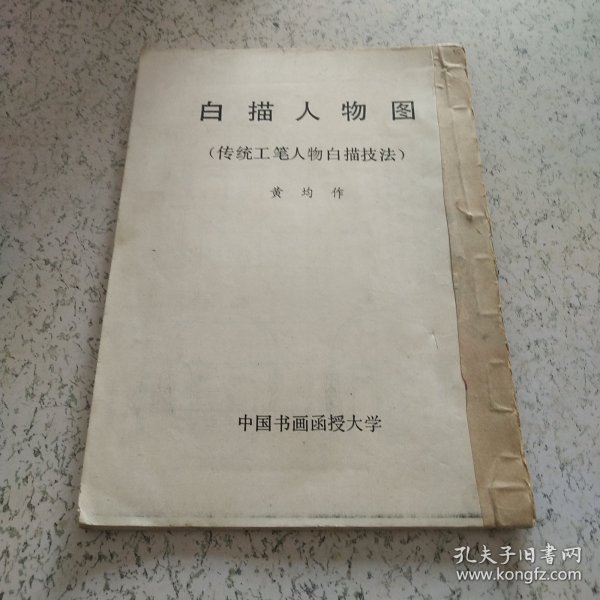 白描人物图
（传统工笔人物白描技法）
黄均作
中国书画函授大学
孔夫子旧书网
www.kongfz.com